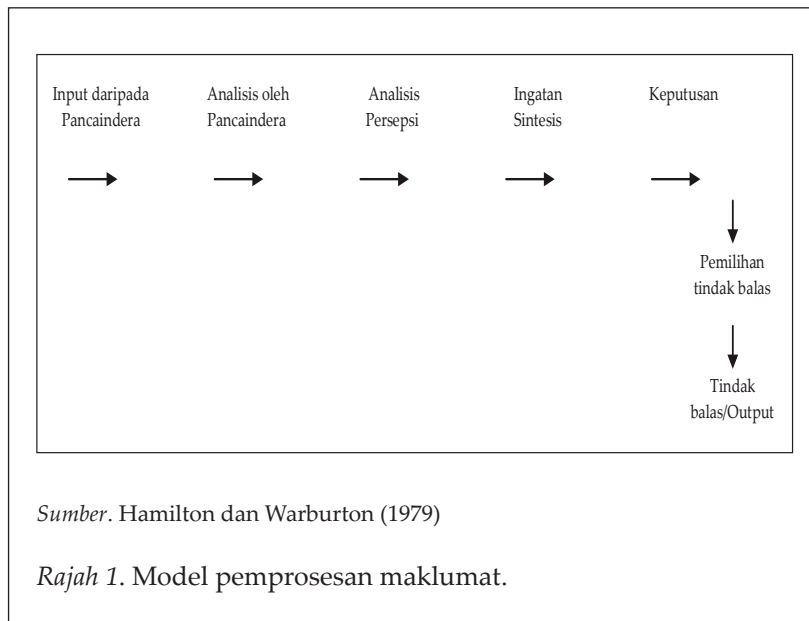 Input daripada Analisis oleh Analisis Ingatan Keputusan
Pancaindera Pancaindera Persepsi Sintesis
Pemilihan
tindak balas
Tindak
balas/Output
Sumber. Hamilton dan Warburton (1979)
Rajah 1. Model pemprosesan maklumat.